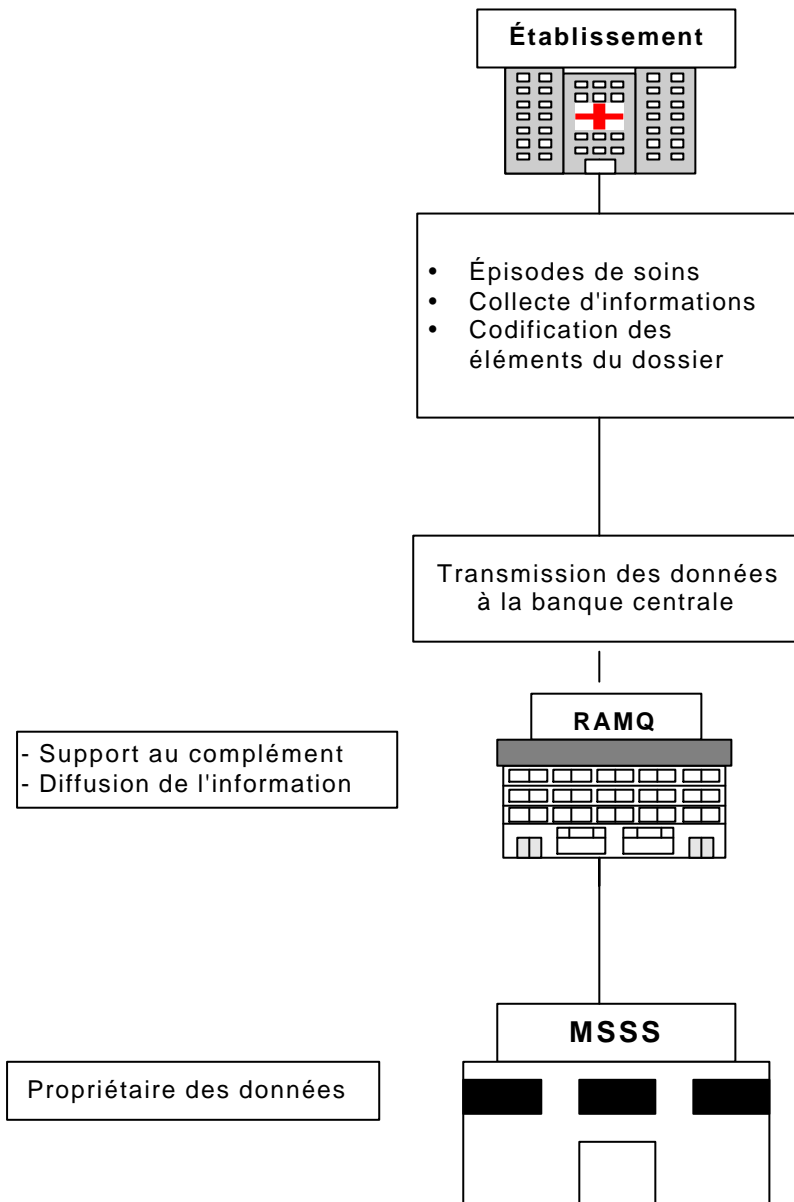 Établissement
• Épisodes de soins
• Collecte d'informations
• Codification des
éléments du dossier
Transmission des données
à la banque centrale
RAMQ
- Support au complément
- Diffusion de l'information
MSSS
Propriétaire des données